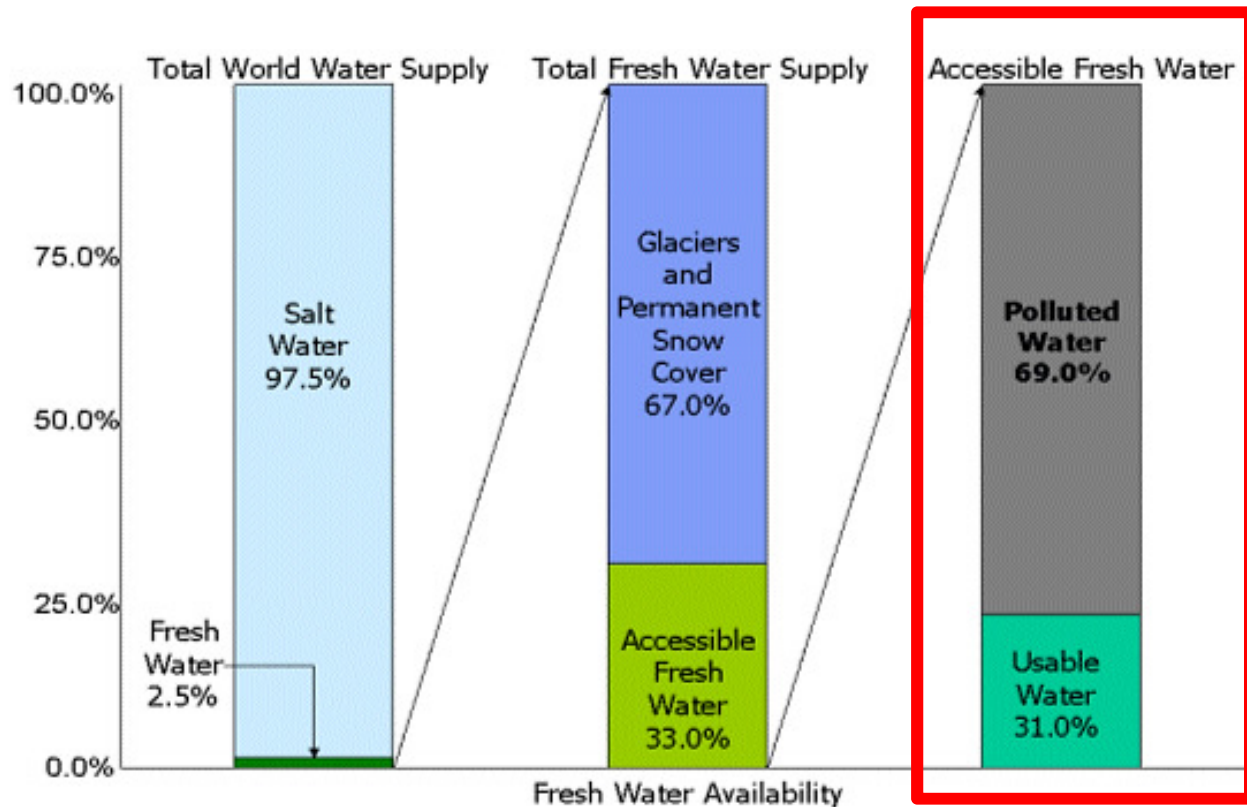 Total World Water Supply
Total Fresh Water Supply
Accessible Fresh Water
100.0%
75.0%
50.0%
25.0%
0.0%
Salt
Water
97.5%
Fresh
Water
2.5%
Glaciers
and
Permanent
Snow
Cover
67.0%
Accessible
Fresh
Water
33.0%
Polluted
Water
69.0%
Usable
Water
31.0%
Fresh Water Availability